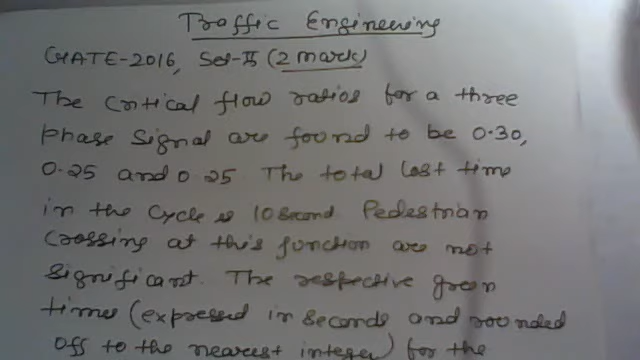 Traffic Engineering
GATE-2016, Set-II (2 mark)
The critical flow ratios for a three
phase signal are found to be 0.30,
0.25 and 0.25. The total lost time
in the cycle is 10 second Pedestrian
crossing at this junction are not
significant. The respective green
times (expressed in seconds and rounded
off to the nearest integer) for the